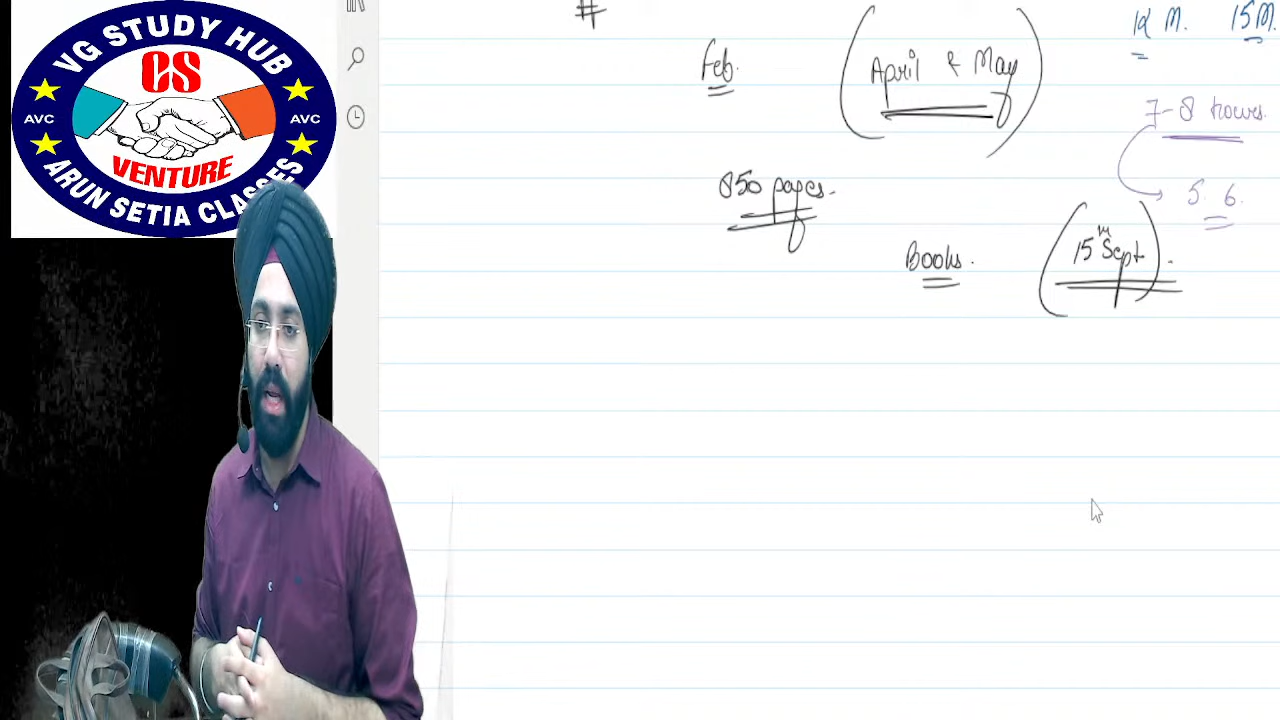 VG STUDY HUB
CS
AVC
AVC
VENTURE
ARUN SETIA CLASSES
#
12 M. 15 M.
Feb.
(April & May)
7-8 hours.
850 pages.
5. 6.
Books.
(15th Sept).